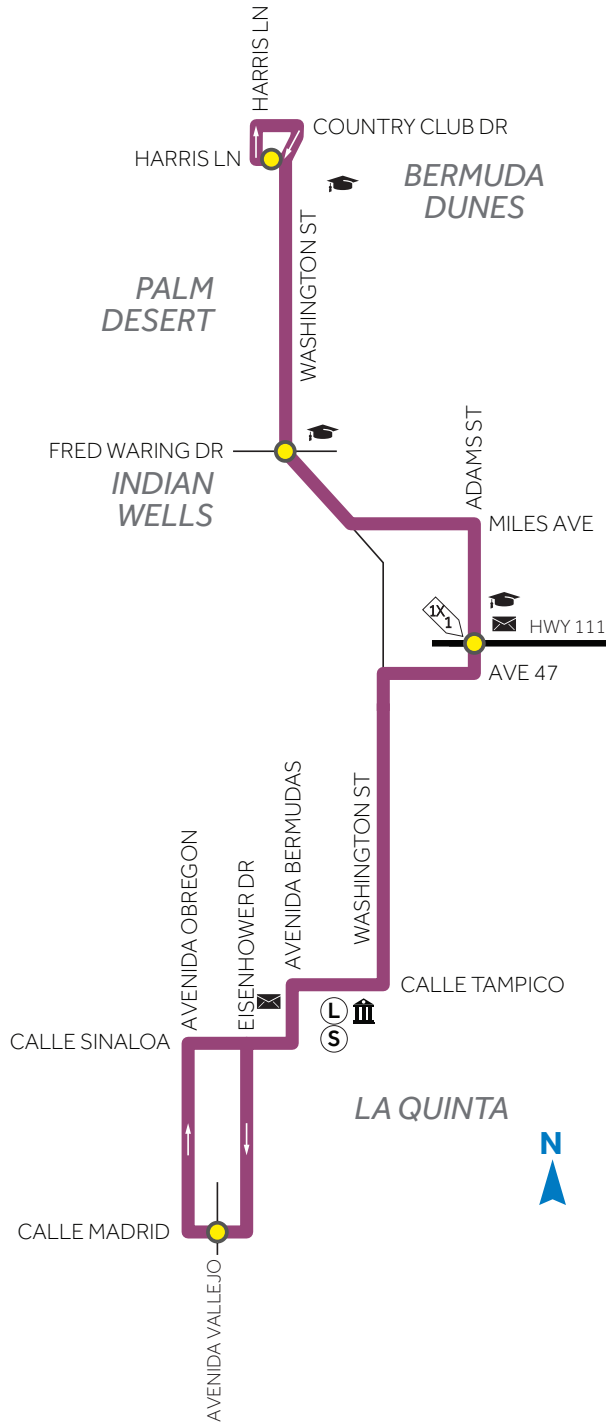 HARRIS LN
COUNTRY CLUB DR
HARRIS LN
BERMUDA
DUNES
WASHINGTON ST
PALM
DESERT
FRED WARING DR
INDIAN
WELLS
ADAMS ST
MILES AVE
1X
1
HWY 111
AVE 47
AVENIDA OBREGON
EISENHOWER DR
AVENIDA BERMUDAS
WASHINGTON ST
CALLE TAMPICO
L
S
CALLE SINALOA
LA QUINTA
N
CALLE MADRID
AVENIDA VALLEJO